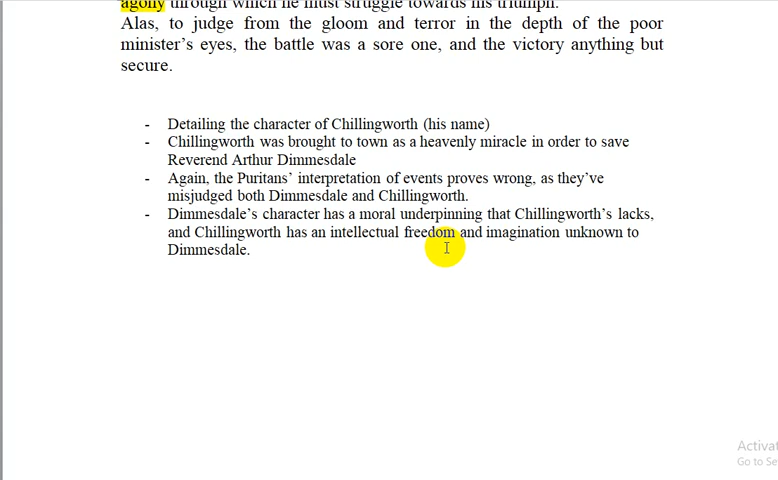 agony through which he must struggle towards his triumph.
Alas, to judge from the gloom and terror in the depth of the poor
minister's eyes, the battle was a sore one, and the victory anything but
secure.
- Detailing the character of Chillingworth (his name)
- Chillingworth was brought to town as a heavenly miracle in order to save
Reverend Arthur Dimmesdale
- Again, the Puritans' interpretation of events proves wrong, as they've
misjudged both Dimmesdale and Chillingworth.
- Dimmesdale's character has a moral underpinning that Chillingworth's lacks,
and Chillingworth has an intellectual freedom and imagination unknown to
Dimmesdale.
Activat
Go to Se